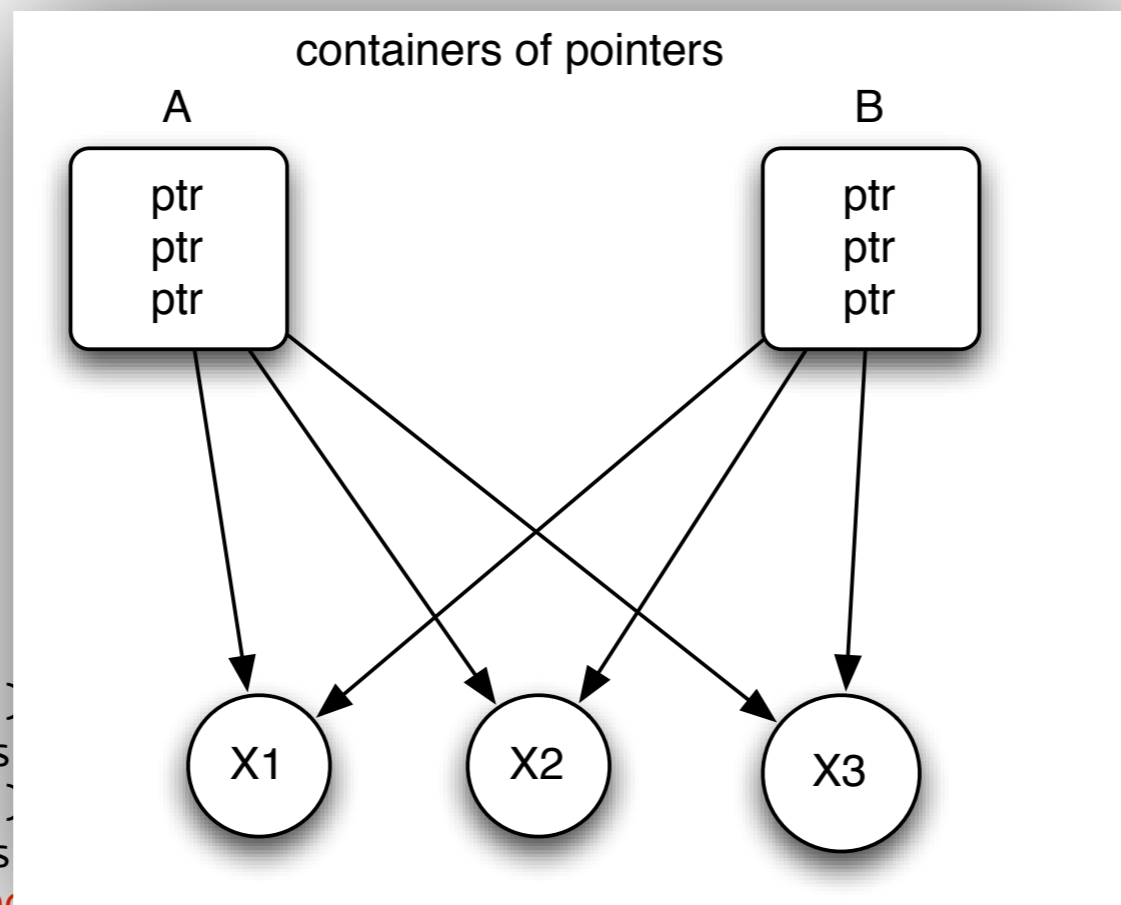 containers of pointers
A B
ptr ptr
ptr ptr
ptr ptr
X1 X2 X3
)
s
)
s